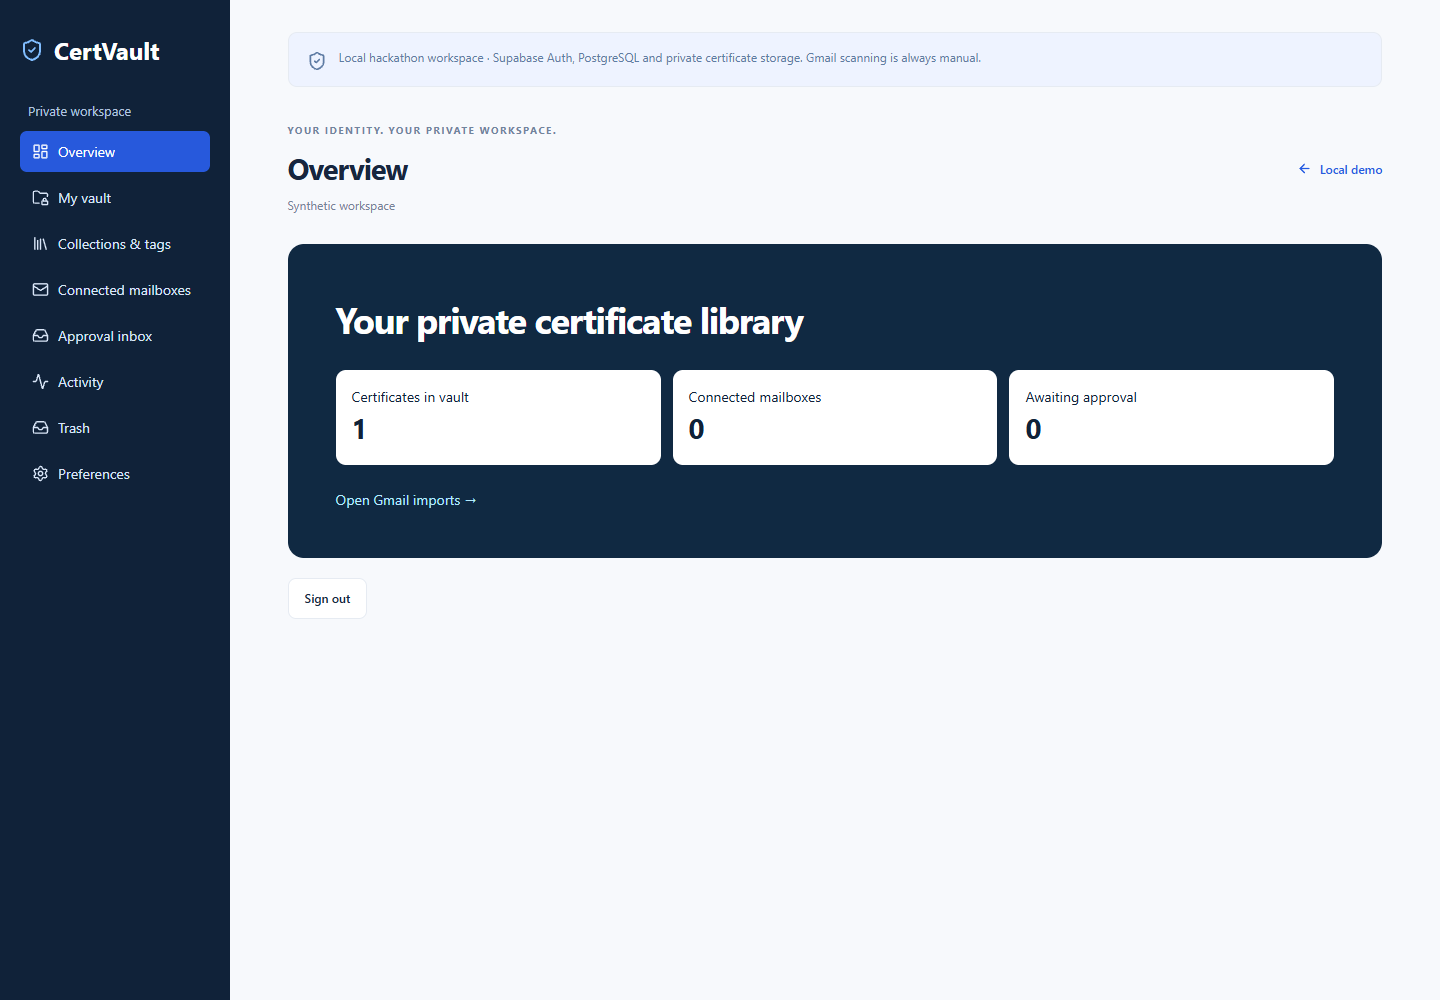 CertVault
Private workspace
Overview
My vault
Collections & tags
Connected mailboxes
Approval inbox
Activity
Trash
Preferences
Local hackathon workspace · Supabase Auth, PostgreSQL and private certificate storage. Gmail scanning is always manual.
YOUR IDENTITY. YOUR PRIVATE WORKSPACE.
Overview
← Local demo
Synthetic workspace
Your private certificate library
Certificates in vault
1
Connected mailboxes
0
Awaiting approval
0
Open Gmail imports →
Sign out